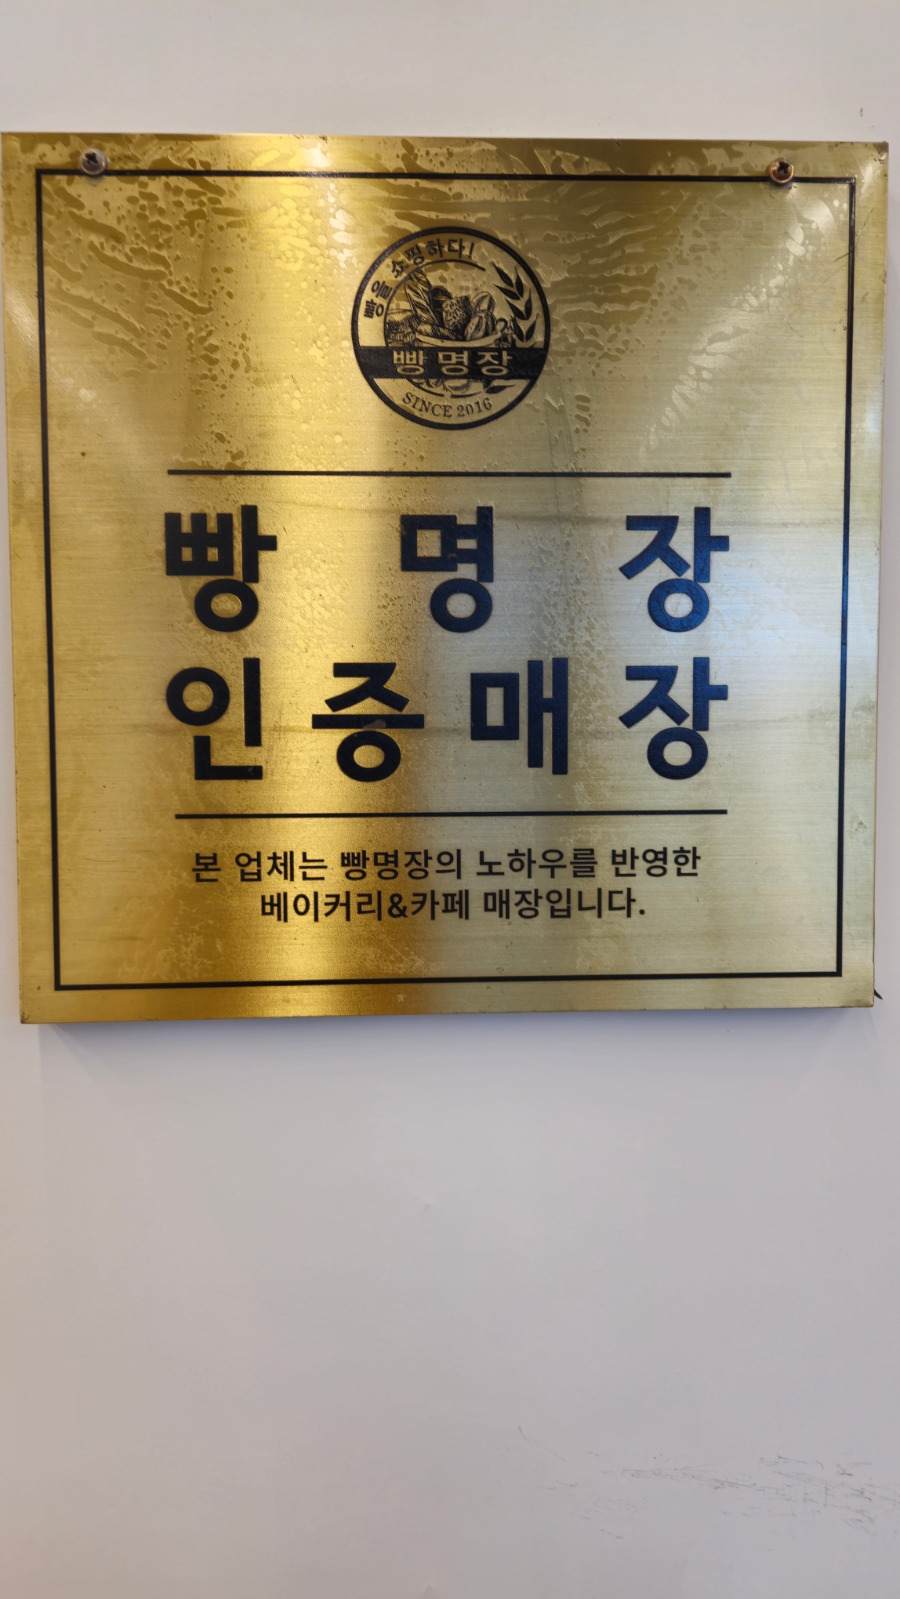 빵을 쇼핑하다!
빵명장
SINCE 2016
빵명장
인증매장
본 업체는 빵명장의 노하우를 반영한
베이커리&카페 매장입니다.